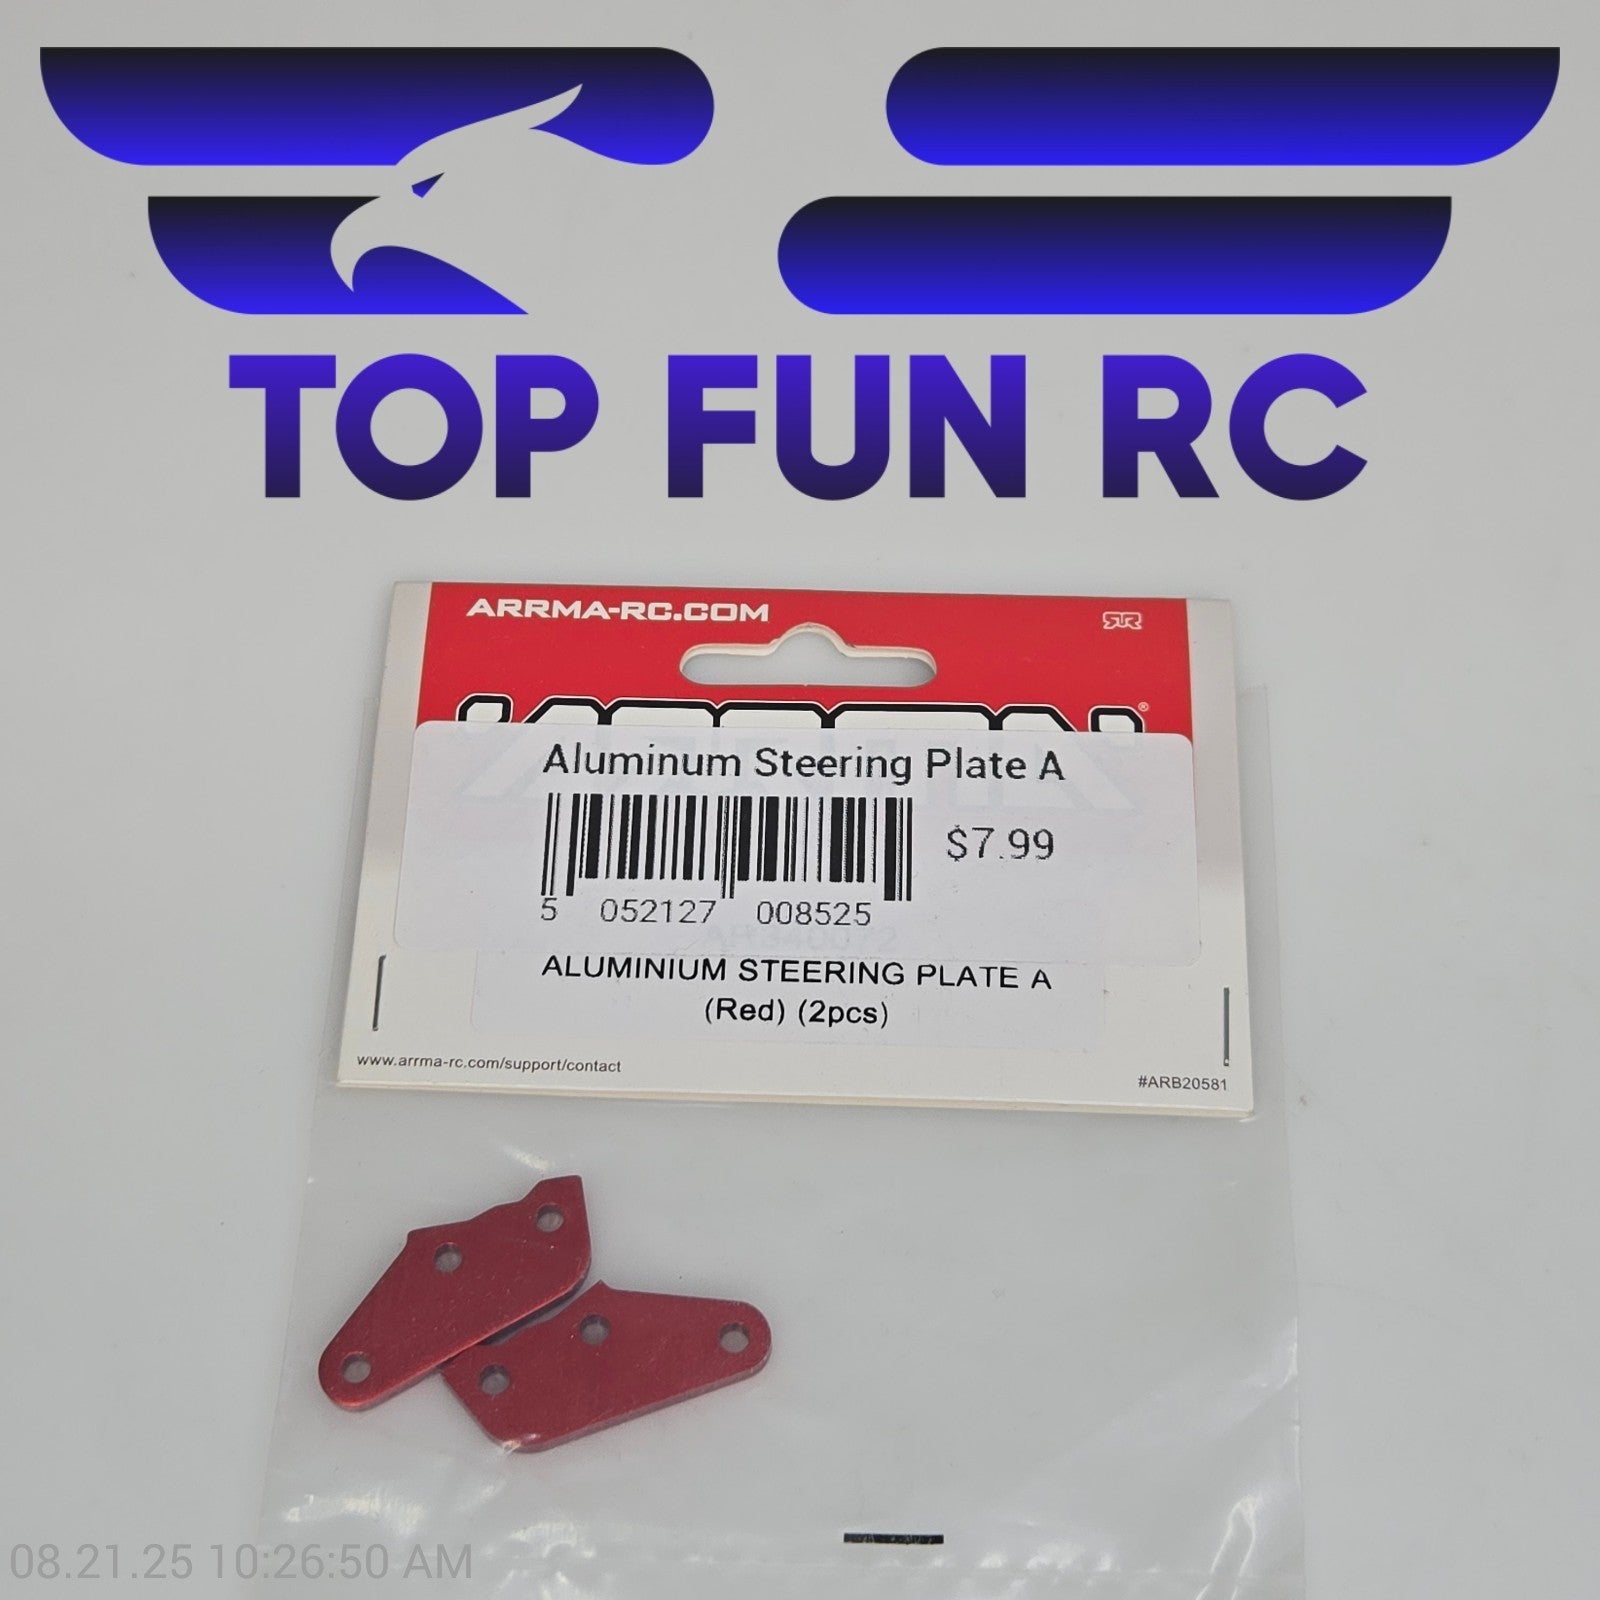 TOP FUN RC
ARRMA-RC.COM
Aluminum Steering Plate A
$7.99
5 052127 008525
ALUMINIUM STEERING PLATE A
(Red) (2pcs)
www.arrma-rc.com/support/contact
#ARB20581
08.21.25 10:26:50 AM